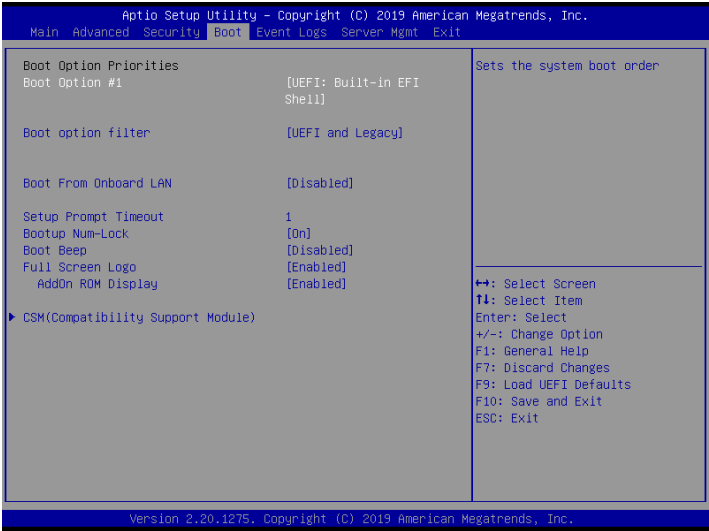 Aptio Setup Utility – Copyright (C) 2019 American Megatrends, Inc.
Main Advanced Security Boot Event Logs Server Mgmt Exit
Boot Option Priorities
Boot Option #1 [UEFI: Built-in EFI
Shell]
Boot option filter [UEFI and Legacy]
Boot From Onboard LAN [Disabled]
Setup Prompt Timeout 1
Bootup Num-Lock [On]
Boot Beep [Disabled]
Full Screen Logo [Enabled]
AddOn ROM Display [Enabled]
CSM(Compatibility Support Module)
Sets the system boot order
↔: Select Screen
↑↓: Select Item
Enter: Select
+/-: Change Option
F1: General Help
F7: Discard Changes
F9: Load UEFI Defaults
F10: Save and Exit
ESC: Exit
Version 2.20.1275. Copyright (C) 2019 American Megatrends, Inc.